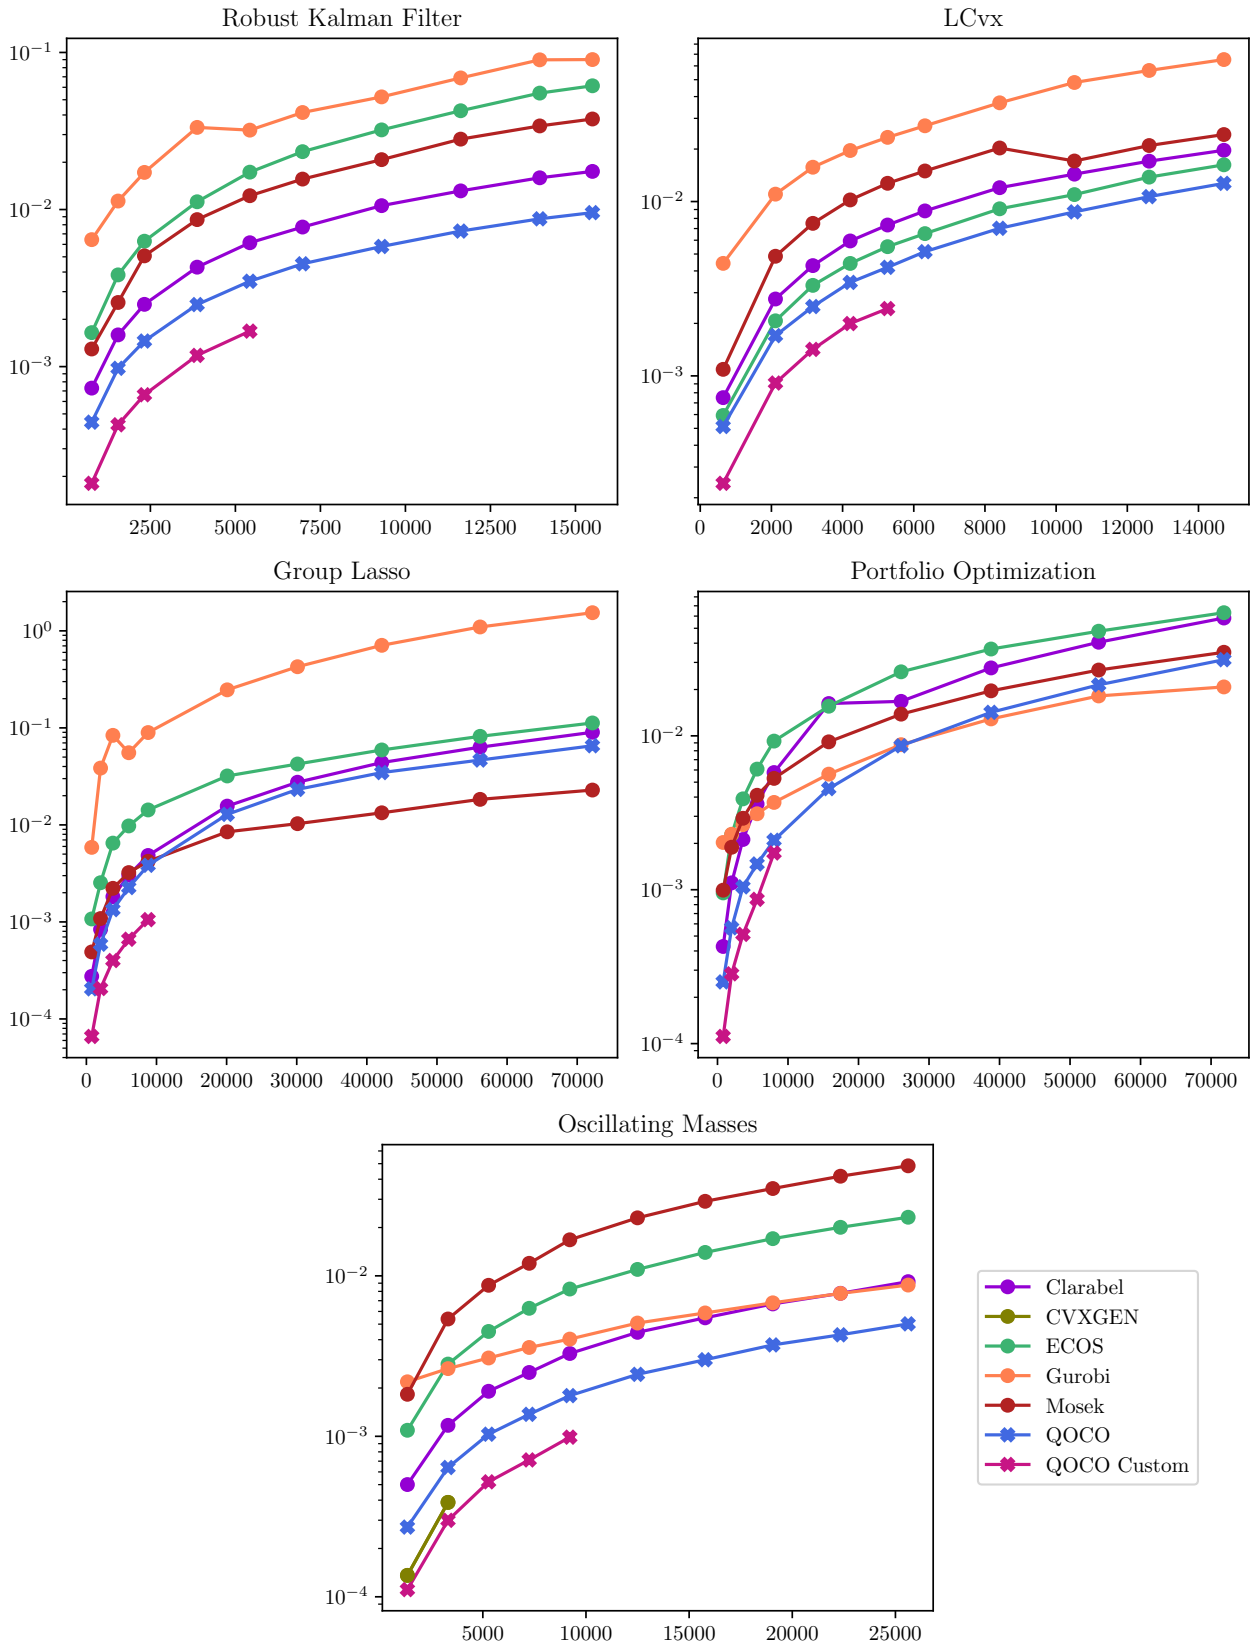 Robust Kalman Filter
10⁻¹
10⁻²
10⁻³
2500 5000 7500 10000 12500 15000
LCvx
10⁻²
10⁻³
0 2000 4000 6000 8000 10000 12000 14000
Group Lasso
10⁰
10⁻¹
10⁻²
10⁻³
10⁻⁴
0 10000 20000 30000 40000 50000 60000 70000
Portfolio Optimization
10⁻²
10⁻³
10⁻⁴
0 10000 20000 30000 40000 50000 60000 70000
Oscillating Masses
10⁻²
10⁻³
10⁻⁴
5000 10000 15000 20000 25000
Clarabel
CVXGEN
ECOS
Gurobi
Mosek
QOCO
QOCO Custom